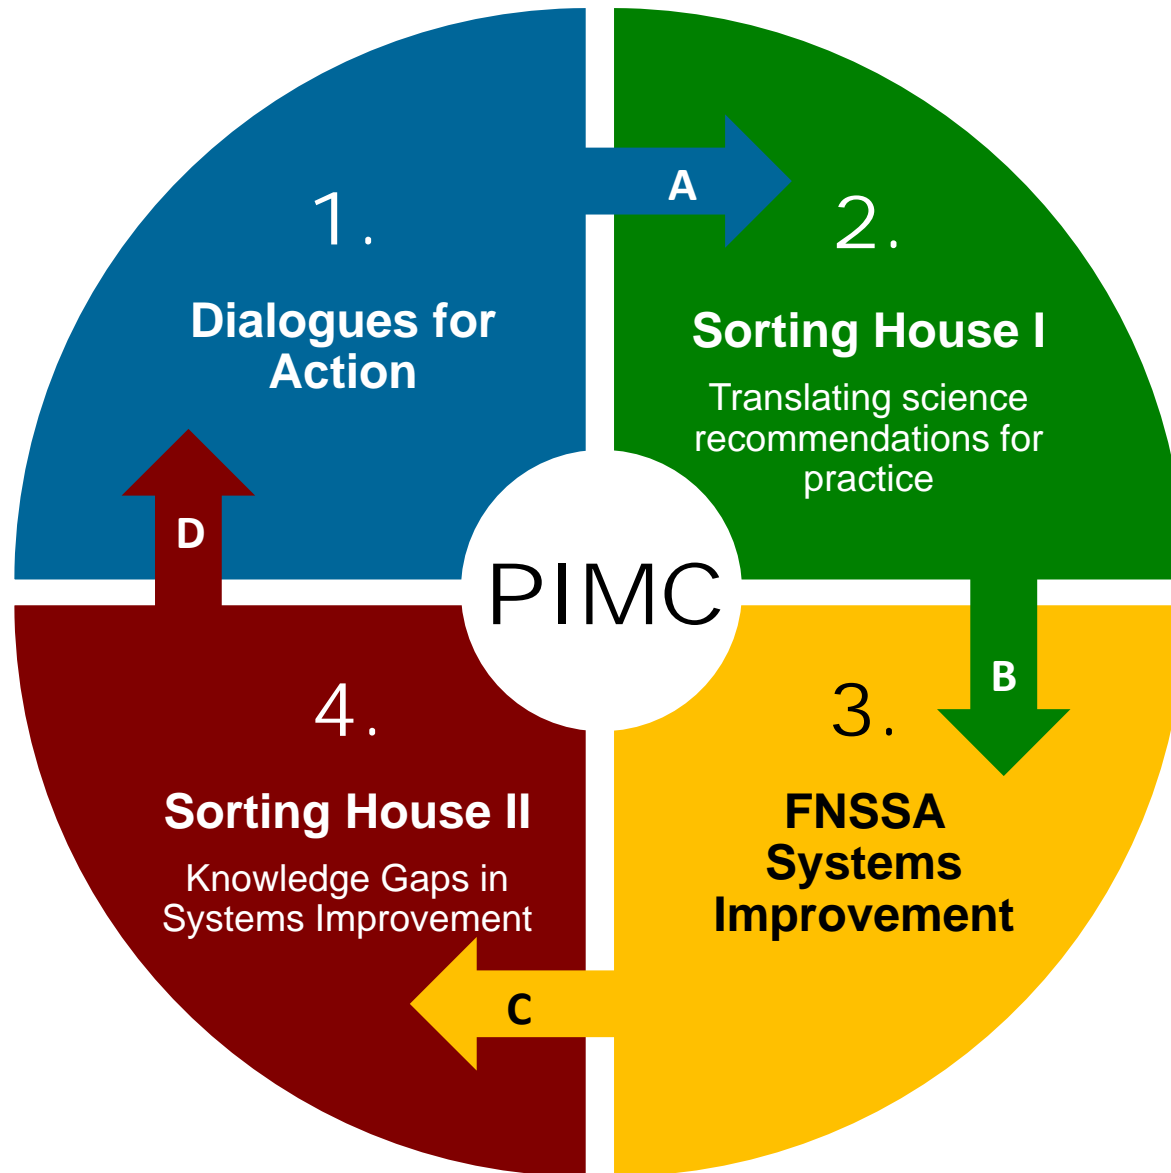 1.
Dialogues for
Action
A
2.
Sorting House I
Translating science
recommendations for
practice
B
PIMC
3.
FNSSA
Systems
Improvement
C
4.
Sorting House II
Knowledge Gaps in
Systems Improvement
D